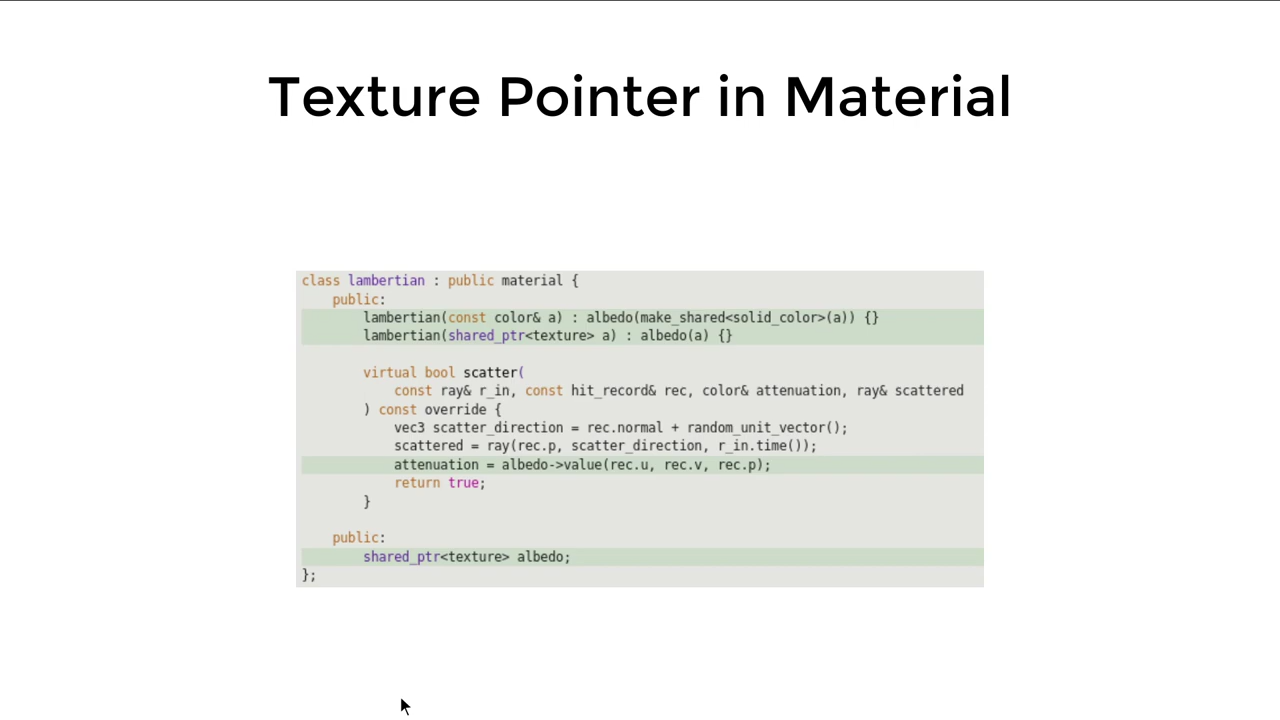 Texture Pointer in Material
class lambertian : public material {
    public:
        lambertian(const color& a) : albedo(make_shared<solid_color>(a)) {}
        lambertian(shared_ptr<texture> a) : albedo(a) {}
        virtual bool scatter(
            const ray& r_in, const hit_record& rec, color& attenuation, ray& scattered
        ) const override {
            vec3 scatter_direction = rec.normal + random_unit_vector();
            scattered = ray(rec.p, scatter_direction, r_in.time());
            attenuation = albedo->value(rec.u, rec.v, rec.p);
            return true;
        }
    public:
        shared_ptr<texture> albedo;
};